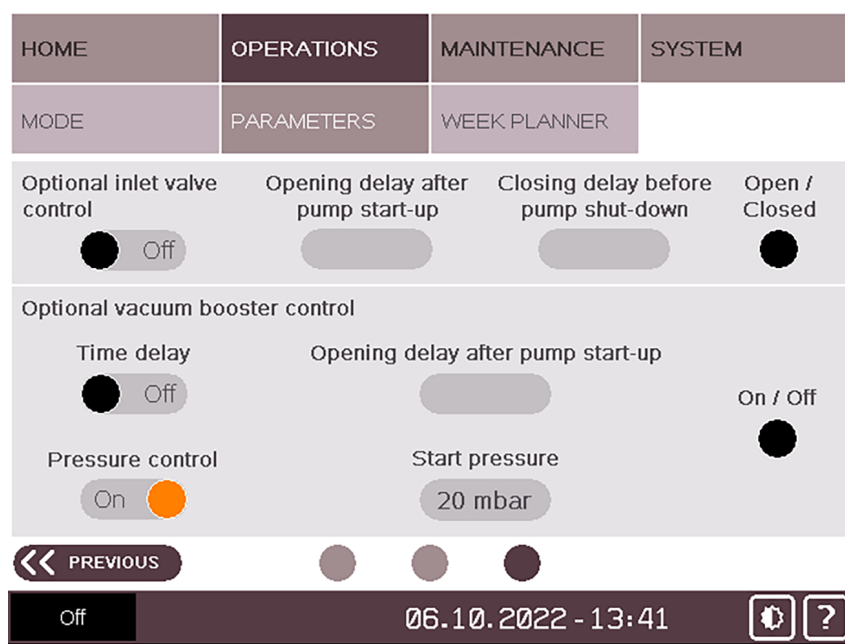 HOME OPERATIONS MAINTENANCE SYSTEM
MODE PARAMETERS WEEK PLANNER
Optional inlet valve control
Opening delay after pump start-up
Closing delay before pump shut-down
Open / Closed
Off
Optional vacuum booster control
Time delay
Opening delay after pump start-up
Off
On / Off
Pressure control
Start pressure
On
20 mbar
PREVIOUS
Off
06.10.2022 - 13:41
?